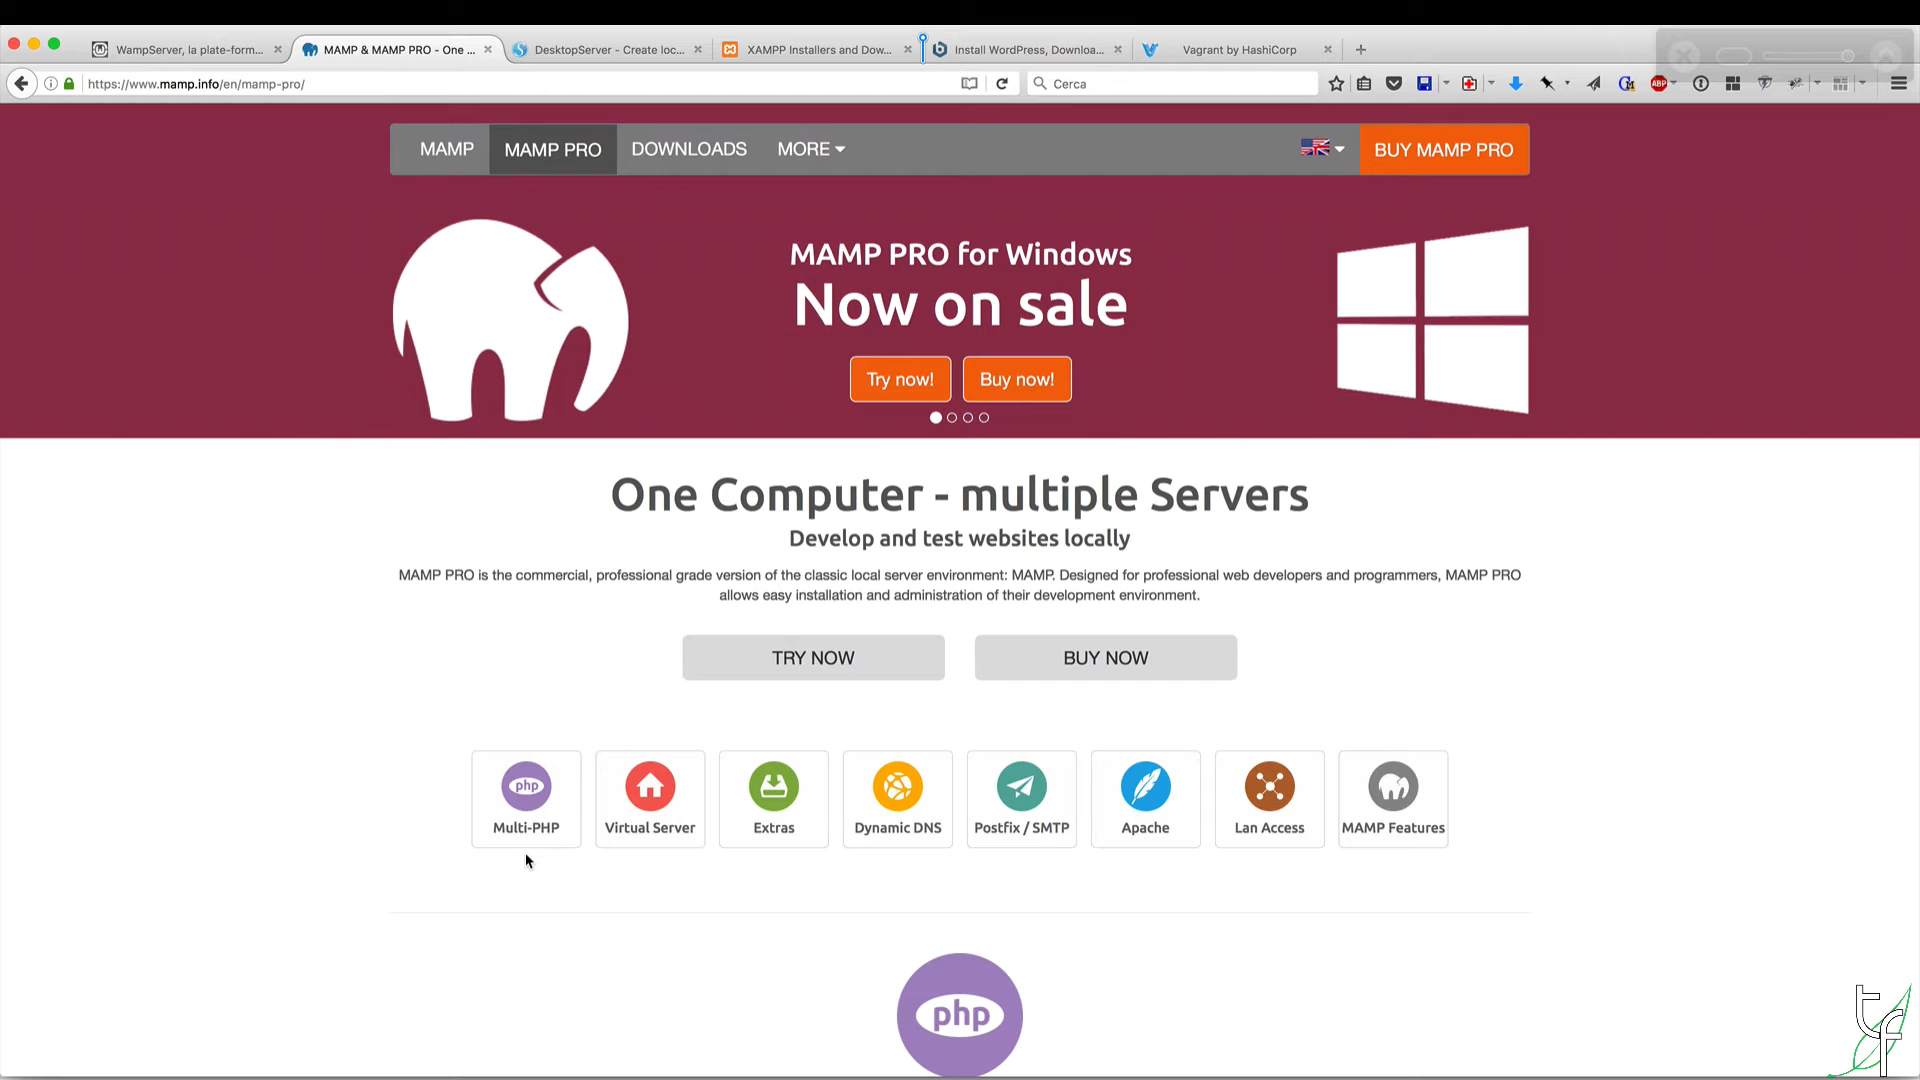 WampServer, la plate-form...
MAMP & MAMP PRO - One ...
DesktopServer - Create loc...
XAMPP Installers and Dow...
Install WordPress, Downloa...
Vagrant by HashiCorp
https://www.mamp.info/en/mamp-pro/
Cerca
ABP
MAMP
MAMP PRO
DOWNLOADS
MORE
BUY MAMP PRO
MAMP PRO for Windows
Now on sale
Try now!
Buy now!
One Computer - multiple Servers
Develop and test websites locally
MAMP PRO is the commercial, professional grade version of the classic local server environment: MAMP. Designed for professional web developers and programmers, MAMP PRO
allows easy installation and administration of their development environment.
TRY NOW
BUY NOW
php
Multi-PHP
Virtual Server
Extras
Dynamic DNS
Postfix / SMTP
Apache
Lan Access
MAMP Features
php
tf